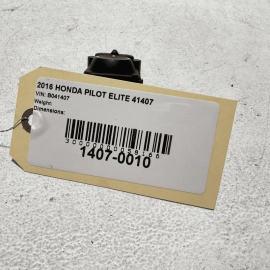 2016 HONDA PILOT ELITE 41407
VIN: B041407
Weight:
Dimensions:
1407-0010